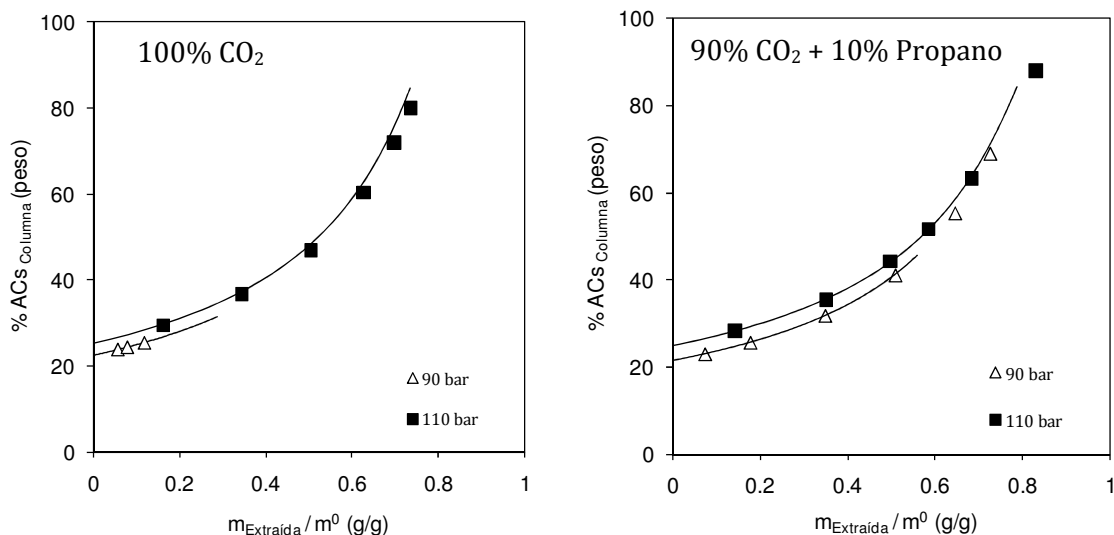 100% CO₂
% ACs Columna (peso)
100
80
60
40
20
0
0 0.2 0.4 0.6 0.8 1
mExtraída / m⁰ (g/g)
90 bar
110 bar
90% CO₂ + 10% Propano
% ACs Columna (peso)
100
80
60
40
20
0
0 0.2 0.4 0.6 0.8 1
mExtraída / m⁰ (g/g)
90 bar
110 bar